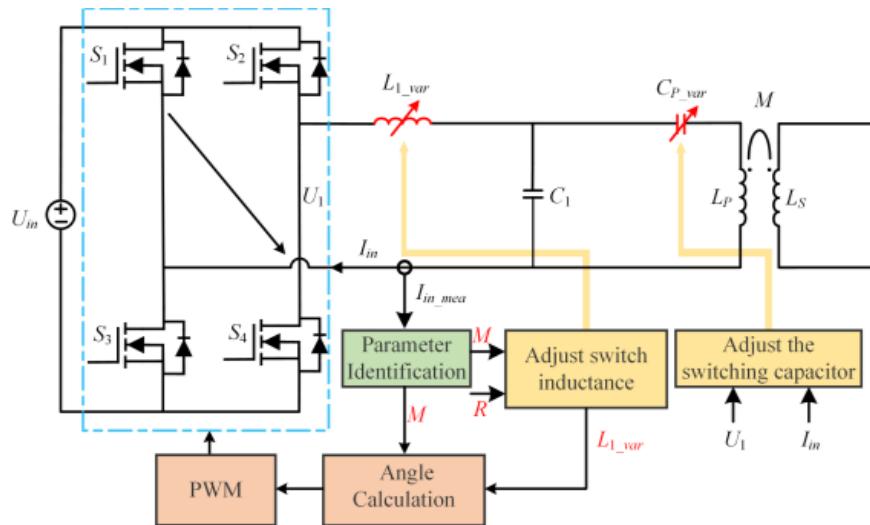 S1
S2
L1_var
CP_var
M
Uin
U1
C1
LP
LS
Iin
Iin_mea
S3
S4
Parameter
Identification
M
R
Adjust switch
inductance
Adjust the
switching capacitor
M
L1_var
U1
Iin
PWM
Angle
Calculation